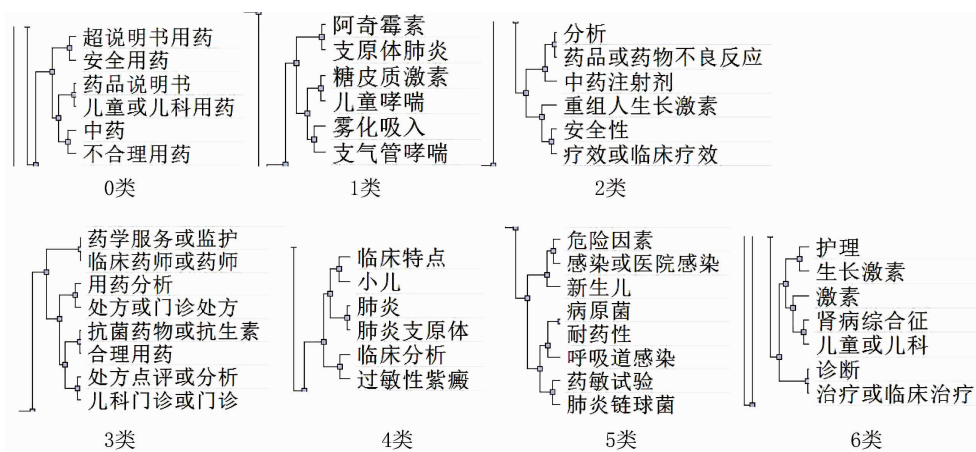 超说明书用药
安全用药
药品说明书
儿童或儿科用药
中药
不合理用药
0类
阿奇霉素
支原体肺炎
糖皮质激素
儿童哮喘
雾化吸入
支气管哮喘
1类
分析
药品或药物不良反应
中药注射剂
重组人生长激素
安全性
疗效或临床疗效
2类
药学服务或监护
临床药师或药师
用药分析
处方或门诊处方
抗菌药物或抗生素
合理用药
处方点评或分析
儿科门诊或门诊
3类
临床特点
小儿
肺炎
肺炎支原体
临床分析
过敏性紫癜
4类
危险因素
感染或医院感染
新生儿
病原菌
耐药性
呼吸道感染
药敏试验
肺炎链球菌
5类
护理
生长激素
激素
肾病综合征
儿童或儿科
诊断
治疗或临床治疗
6类